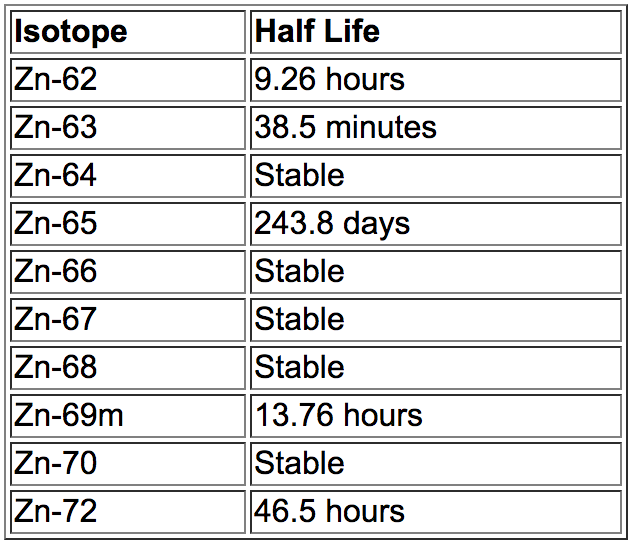 Isotope Half Life
Zn-62 9.26 hours
Zn-63 38.5 minutes
Zn-64 Stable
Zn-65 243.8 days
Zn-66 Stable
Zn-67 Stable
Zn-68 Stable
Zn-69m 13.76 hours
Zn-70 Stable
Zn-72 46.5 hours